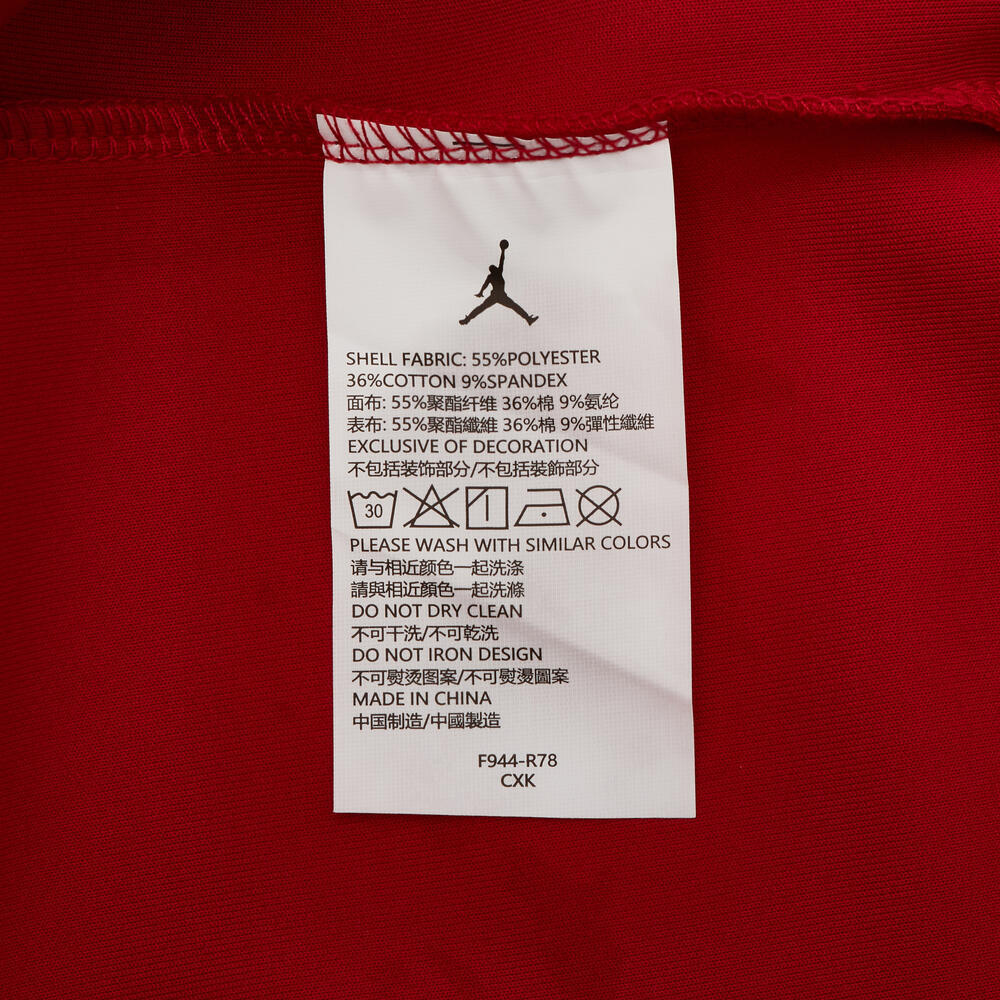 SHELL FABRIC: 55%POLYESTER
36%COTTON 9%SPANDEX
面布: 55%聚酯纤维 36%棉 9%氨纶
表布: 55%聚酯纖維 36%棉 9%彈性纖維
EXCLUSIVE OF DECORATION
不包括装饰部分/不包括裝飾部分
30
PLEASE WASH WITH SIMILAR COLORS
请与相近颜色一起洗涤
請與相近顏色一起洗滌
DO NOT DRY CLEAN
不可干洗/不可乾洗
DO NOT IRON DESIGN
不可熨烫图案/不可熨燙圖案
MADE IN CHINA
中国制造/中國製造
F944-R78
CXK